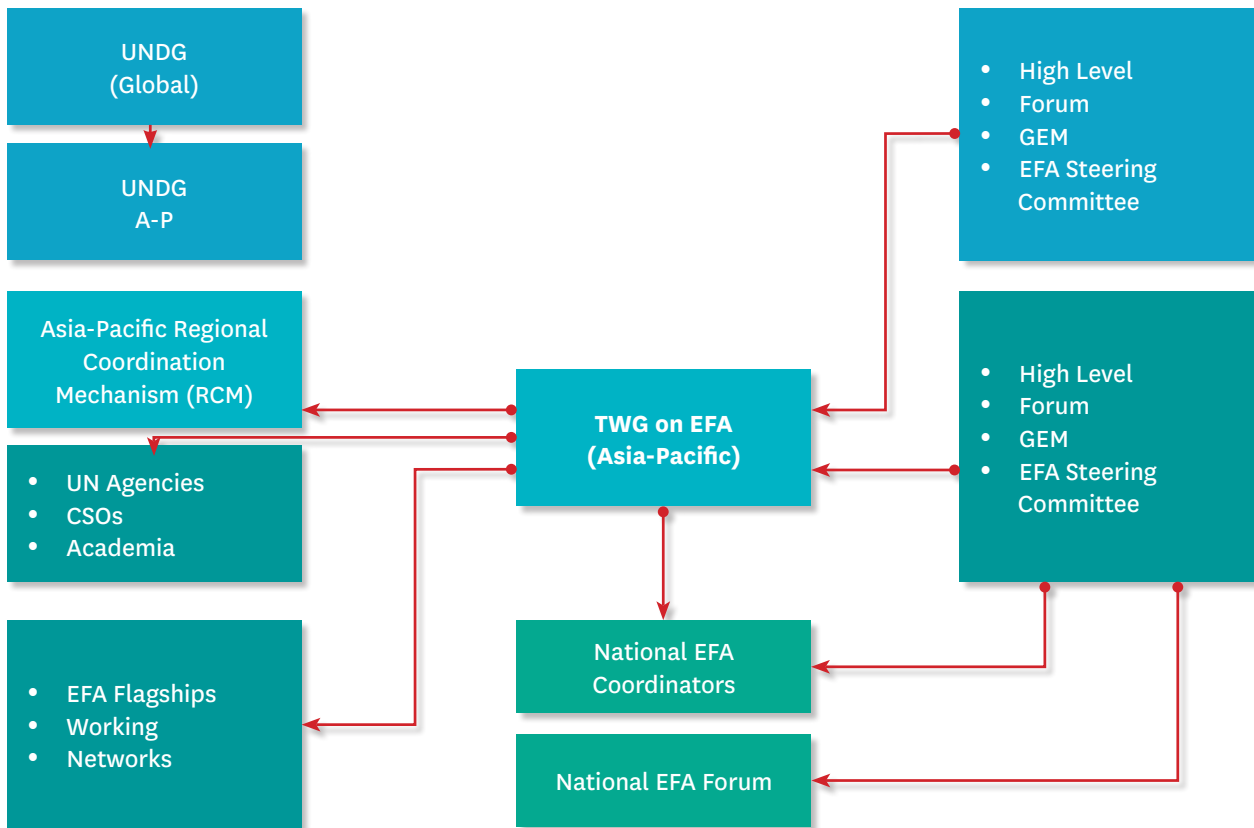 UNDG
(Global)
UNDG
A-P
Asia-Pacific Regional
Coordination
Mechanism (RCM)
• UN Agencies
• CSOs
• Academia
• EFA Flagships
• Working
• Networks
TWG on EFA
(Asia-Pacific)
National EFA
Coordinators
National EFA Forum
• High Level
• Forum
• GEM
• EFA Steering
Committee
• High Level
• Forum
• GEM
• EFA Steering
Committee